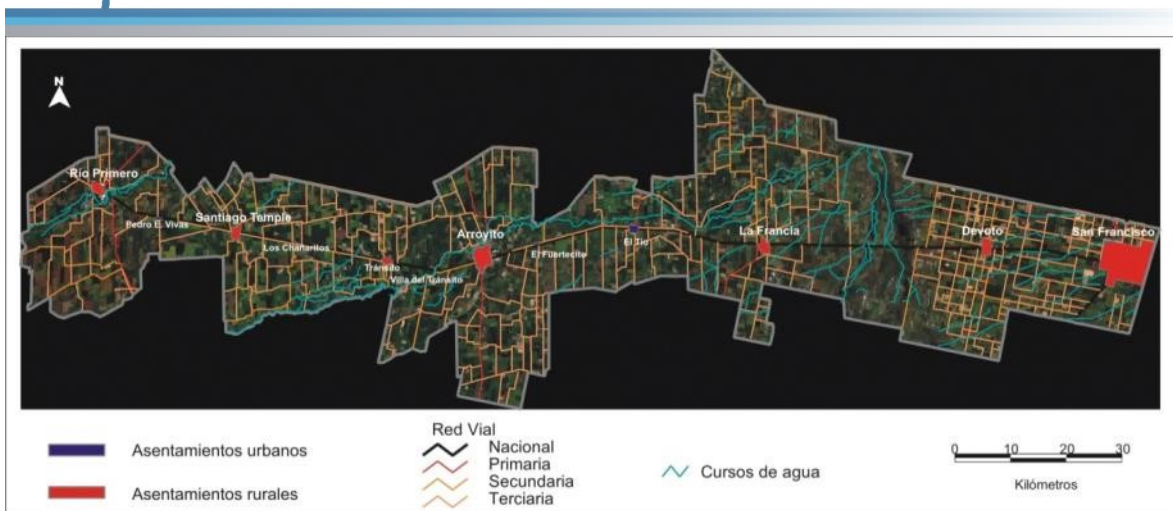 N
Río Primero
Pedro E. Vivas
Santiago Temple
Los Chañaritos
Tránsito
Villa del Tránsito
Arroyito
El Fuertecito
El Tío
La Francia
Devoto
San Francisco
Asentamientos urbanos
Asentamientos rurales
Red Vial
Nacional
Primaria
Secundaria
Terciaria
Cursos de agua
0 10 20 30
Kilómetros